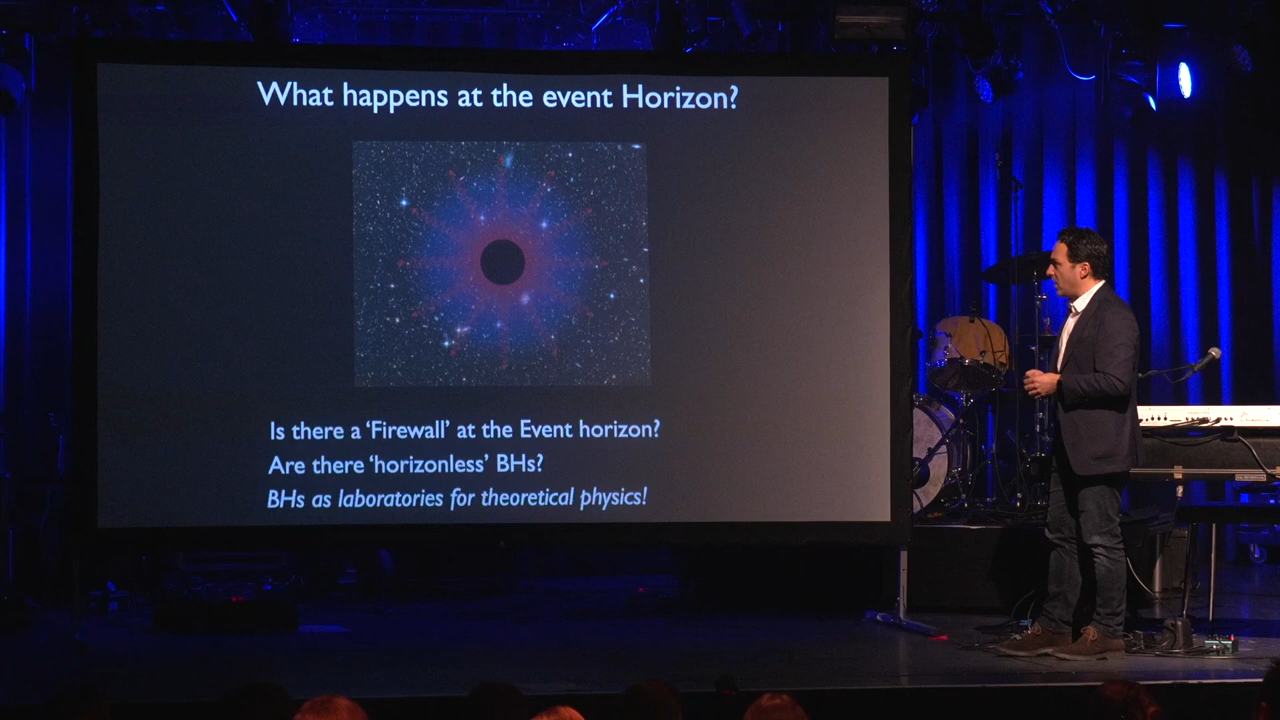 What happens at the event Horizon?
Is there a ‘Firewall’ at the Event horizon?
Are there ‘horizonless’ BHs?
BHs as laboratories for theoretical physics!